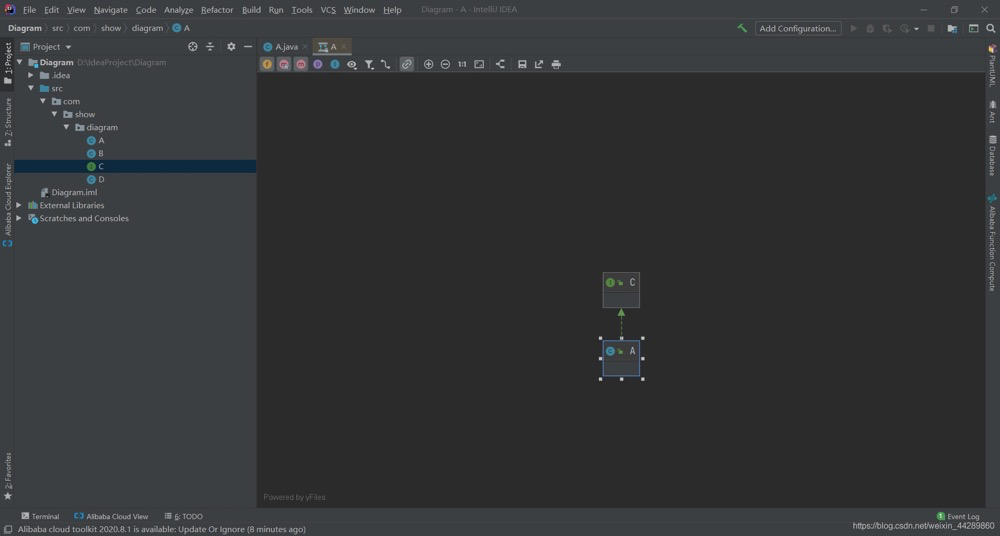 File Edit View Navigate Code Analyze Refactor Build Run Tools VCS Window Help Diagram - A - IntelliJ IDEA
Diagram src com show diagram A Add Configuration...
Project
A.java A
1: Project
Z: Structure
Alibaba Cloud Explorer
2: Favorites
Diagram D:\IdeaProject\Diagram
.idea
src
com
show
diagram
A
B
C
D
Diagram.iml
External Libraries
Scratches and Consoles
1:1
C
A
Powered by yFiles
PlantUML
Ant
Database
Alibaba Function Compute
Terminal Alibaba Cloud View 6: TODO 1 Event Log
Alibaba cloud toolkit 2020.8.1 is available: Update Or Ignore (8 minutes ago)
https://blog.csdn.net/weixin_44289860